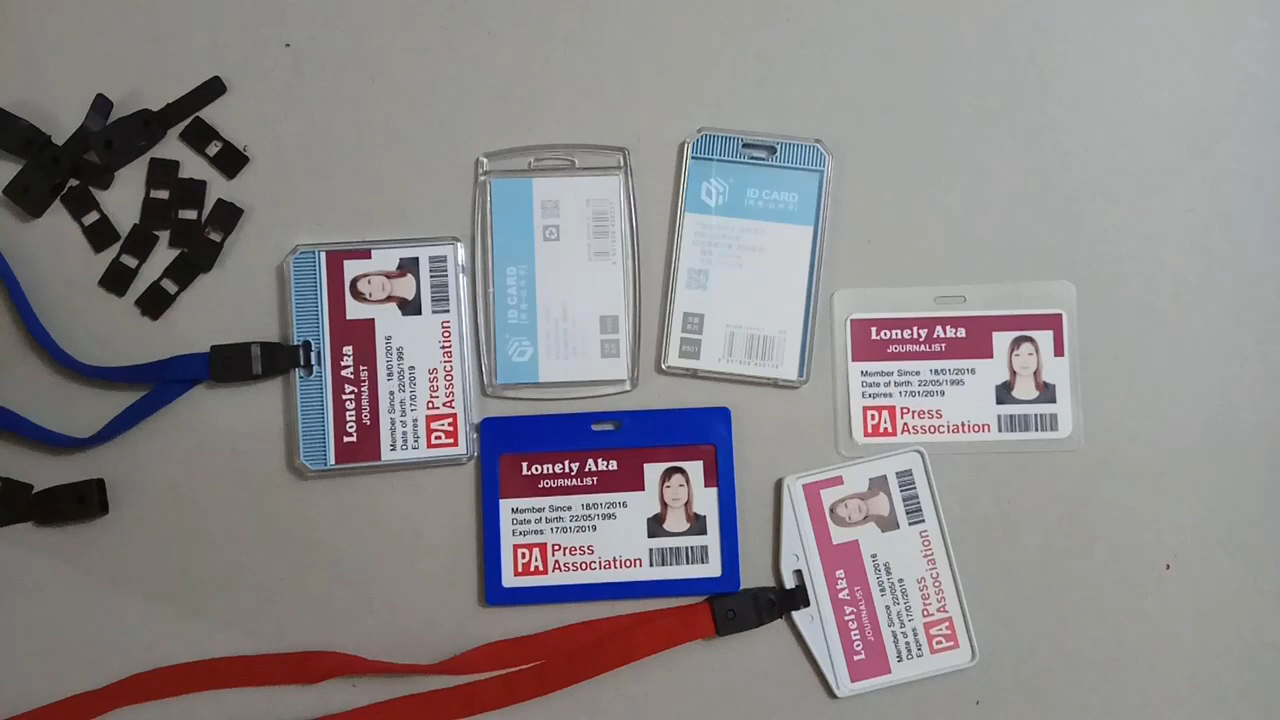 Lonely Aka
JOURNALIST
Member Since : 18/01/2016
Date of birth: 22/05/1995
Expires: 17/01/2019
PA Press
Association
ID CARD
ID CARD
8501
Lonely Aka
JOURNALIST
Member Since : 18/01/2016
Date of birth: 22/05/1995
Expires: 17/01/2019
PA Press
Association
Lonely Aka
JOURNALIST
Member Since : 18/01/2016
Date of birth: 22/05/1995
Expires: 17/01/2019
PA Press
Association
Lonely Aka
JOURNALIST
Member Since : 18/01/2016
Date of birth: 22/05/1995
Expires: 17/01/2019
PA Press
Association